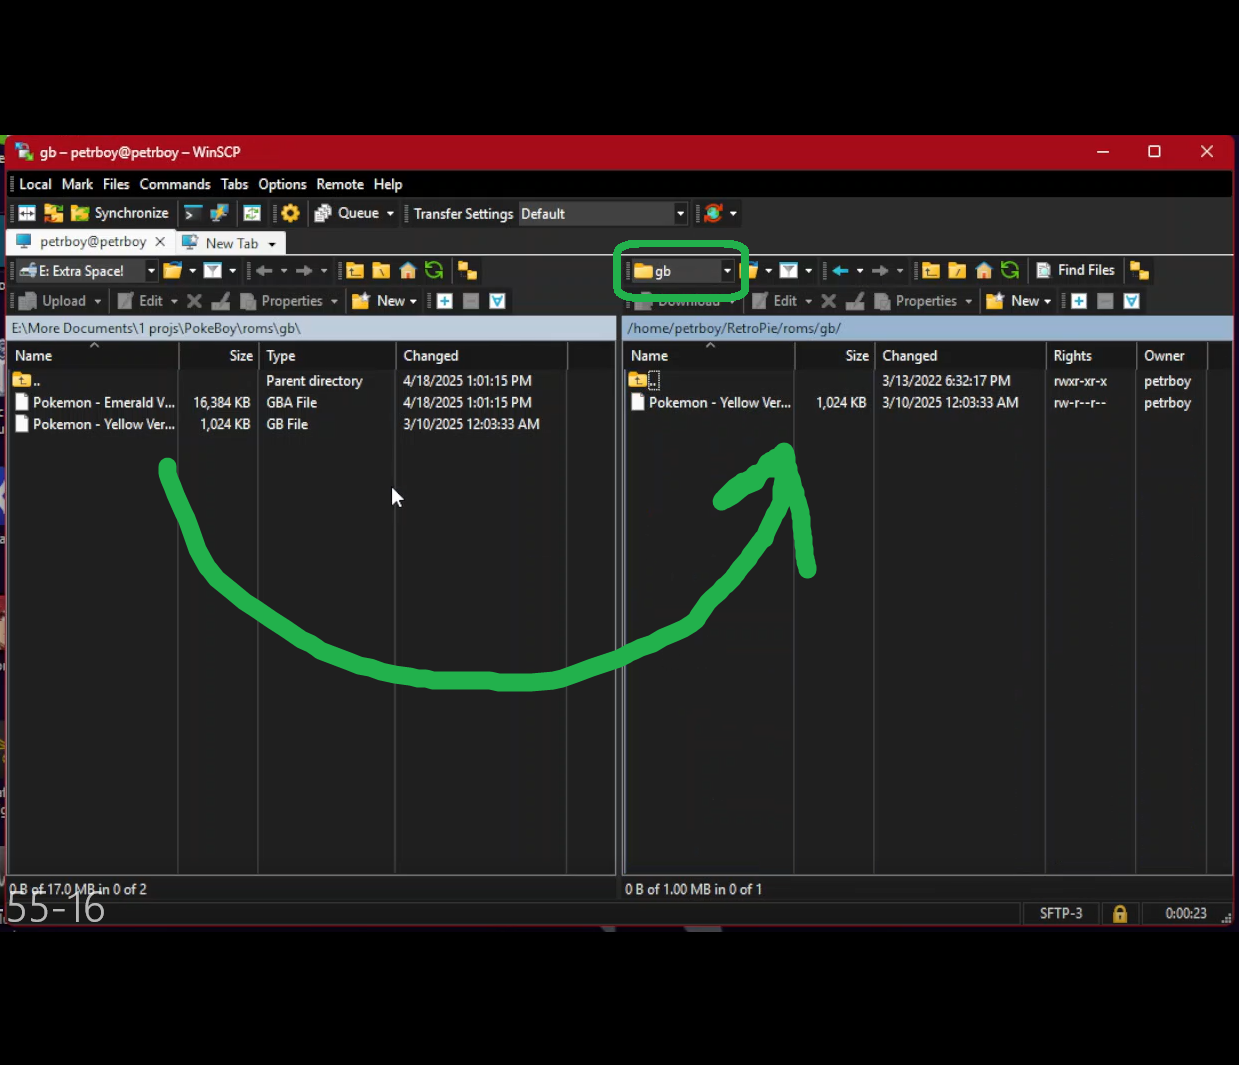 gb – petrboy@petrboy – WinSCP
Local Mark Files Commands Tabs Options Remote Help
Synchronize Queue Transfer Settings Default
petrboy@petrboy New Tab
E: Extra Space! gb Find Files
Upload Edit Properties New Download Edit Properties New
E:\More Documents\1 projs\PokeBoy\roms\gb\ /home/petrboy/RetroPie/roms/gb/
Name Size Type Changed Name Size Changed Rights Owner
.. Parent directory 4/18/2025 1:01:15 PM .. 3/13/2022 6:32:17 PM rwxr-xr-x petrboy
Pokemon - Emerald V... 16,384 KB GBA File 4/18/2025 1:01:15 PM Pokemon - Yellow Ver... 1,024 KB 3/10/2025 12:03:33 AM rw-r--r-- petrboy
Pokemon - Yellow Ver... 1,024 KB GB File 3/10/2025 12:03:33 AM
0 B of 17.0 MB in 0 of 2 0 B of 1.00 MB in 0 of 1
55-16
SFTP-3 0:00:23